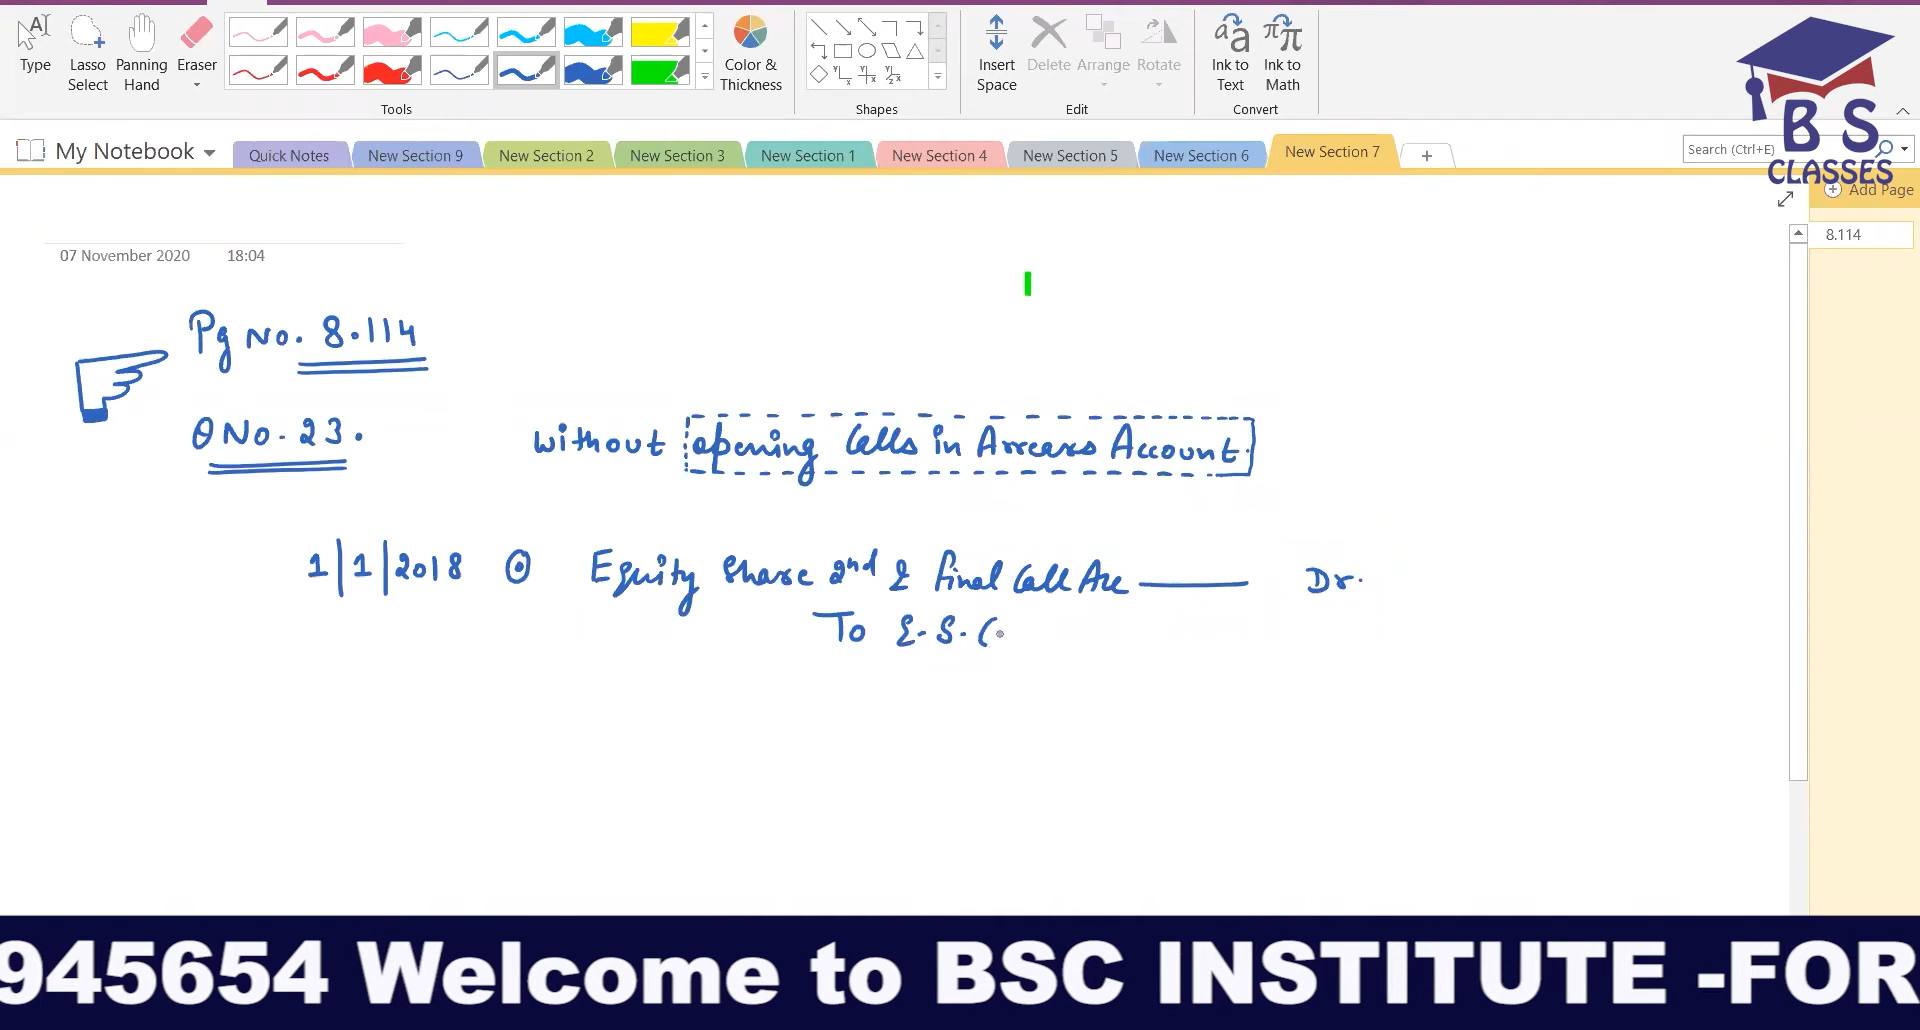 Type
Lasso Select
Panning Hand
Eraser
Color & Thickness
Insert Space
Delete
Arrange
Rotate
Ink to Text
Ink to Math
Tools
Shapes
Edit
Convert
B S
CLASSES
My Notebook
Quick Notes
New Section 9
New Section 2
New Section 3
New Section 1
New Section 4
New Section 5
New Section 6
New Section 7
Search (Ctrl+E)
Add Page
8.114
07 November 2020 18:04
Pg No. 8.114
Q No. 23.
without opening Calls in Arrears Account.
1|1|2018 Equity Share 2nd & final Call A/c Dr.
To E.S.C
945654 Welcome to BSC INSTITUTE -FOR